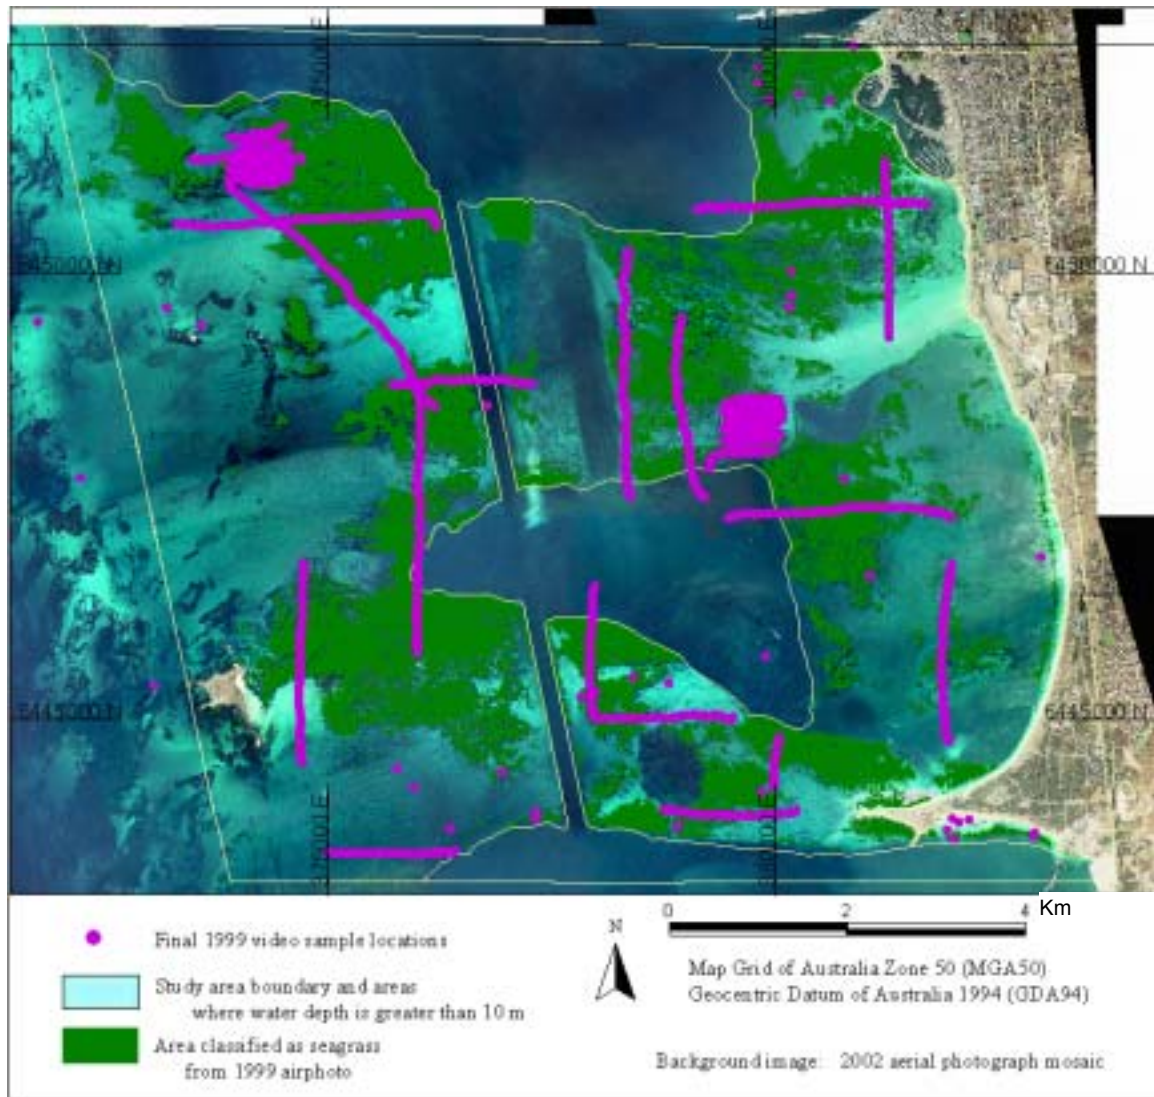 6450000 N
6445000 N
Final 1999 video sample locations
Study area boundary and areas
where water depth is greater than 10 m
Area classified as seagrass
from 1999 airphoto
N
0 2 4 Km
Map Grid of Australia Zone 50 (MGA50)
Geocentric Datum of Australia 1994 (GDA94)
Background image: 2002 aerial photograph mosaic